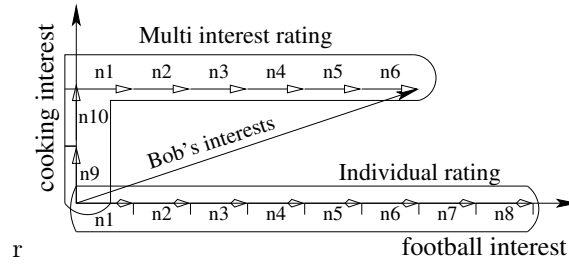 Multi interest rating
cooking interest
n1 n2 n3 n4 n5 n6
n10
Bob's interests
n9
Individual rating
n1 n2 n3 n4 n5 n6 n7 n8
r
football interest